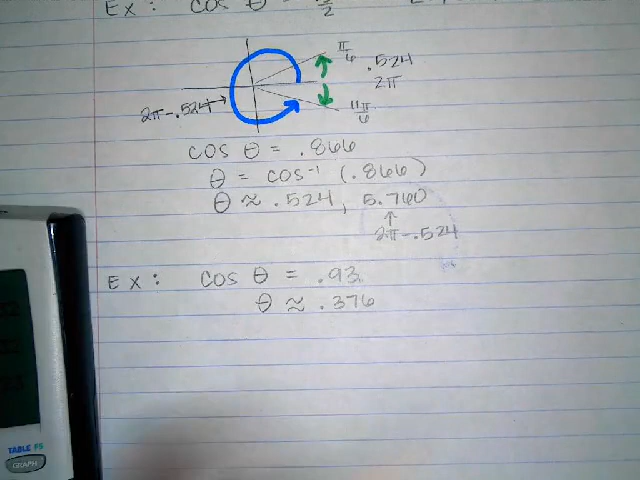 Ex: cos θ =
π/6
.524
2π
2π-.524
11π/6
cos θ = .866
θ = cos⁻¹ (.866)
θ ≈ .524, 5.760
2π-.524
Ex: cos θ = .93
θ ≈ .376
TABLE F5
GRAPH